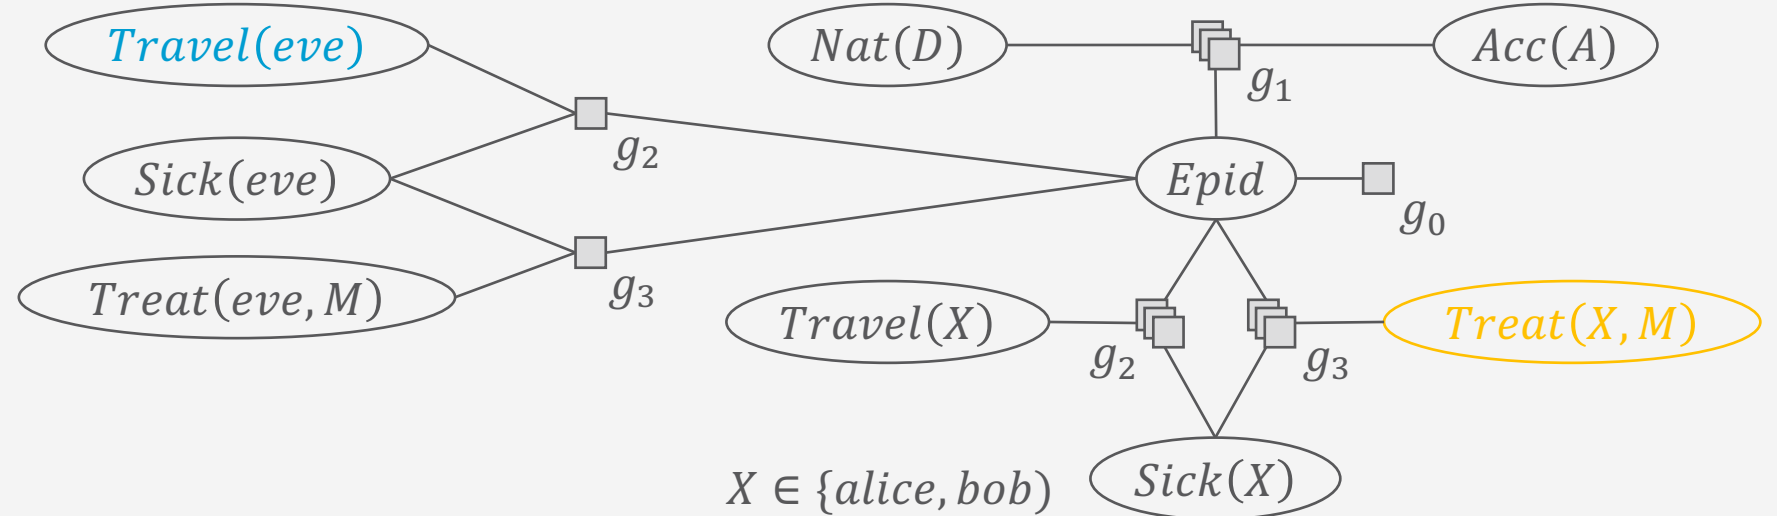 Travel(eve)
Nat(D)
Acc(A)
g₁
g₂
Sick(eve)
Epid
g₀
g₃
Treat(eve, M)
Travel(X)
g₂
g₃
Treat(X, M)
X ∈ {alice, bob)
Sick(X)